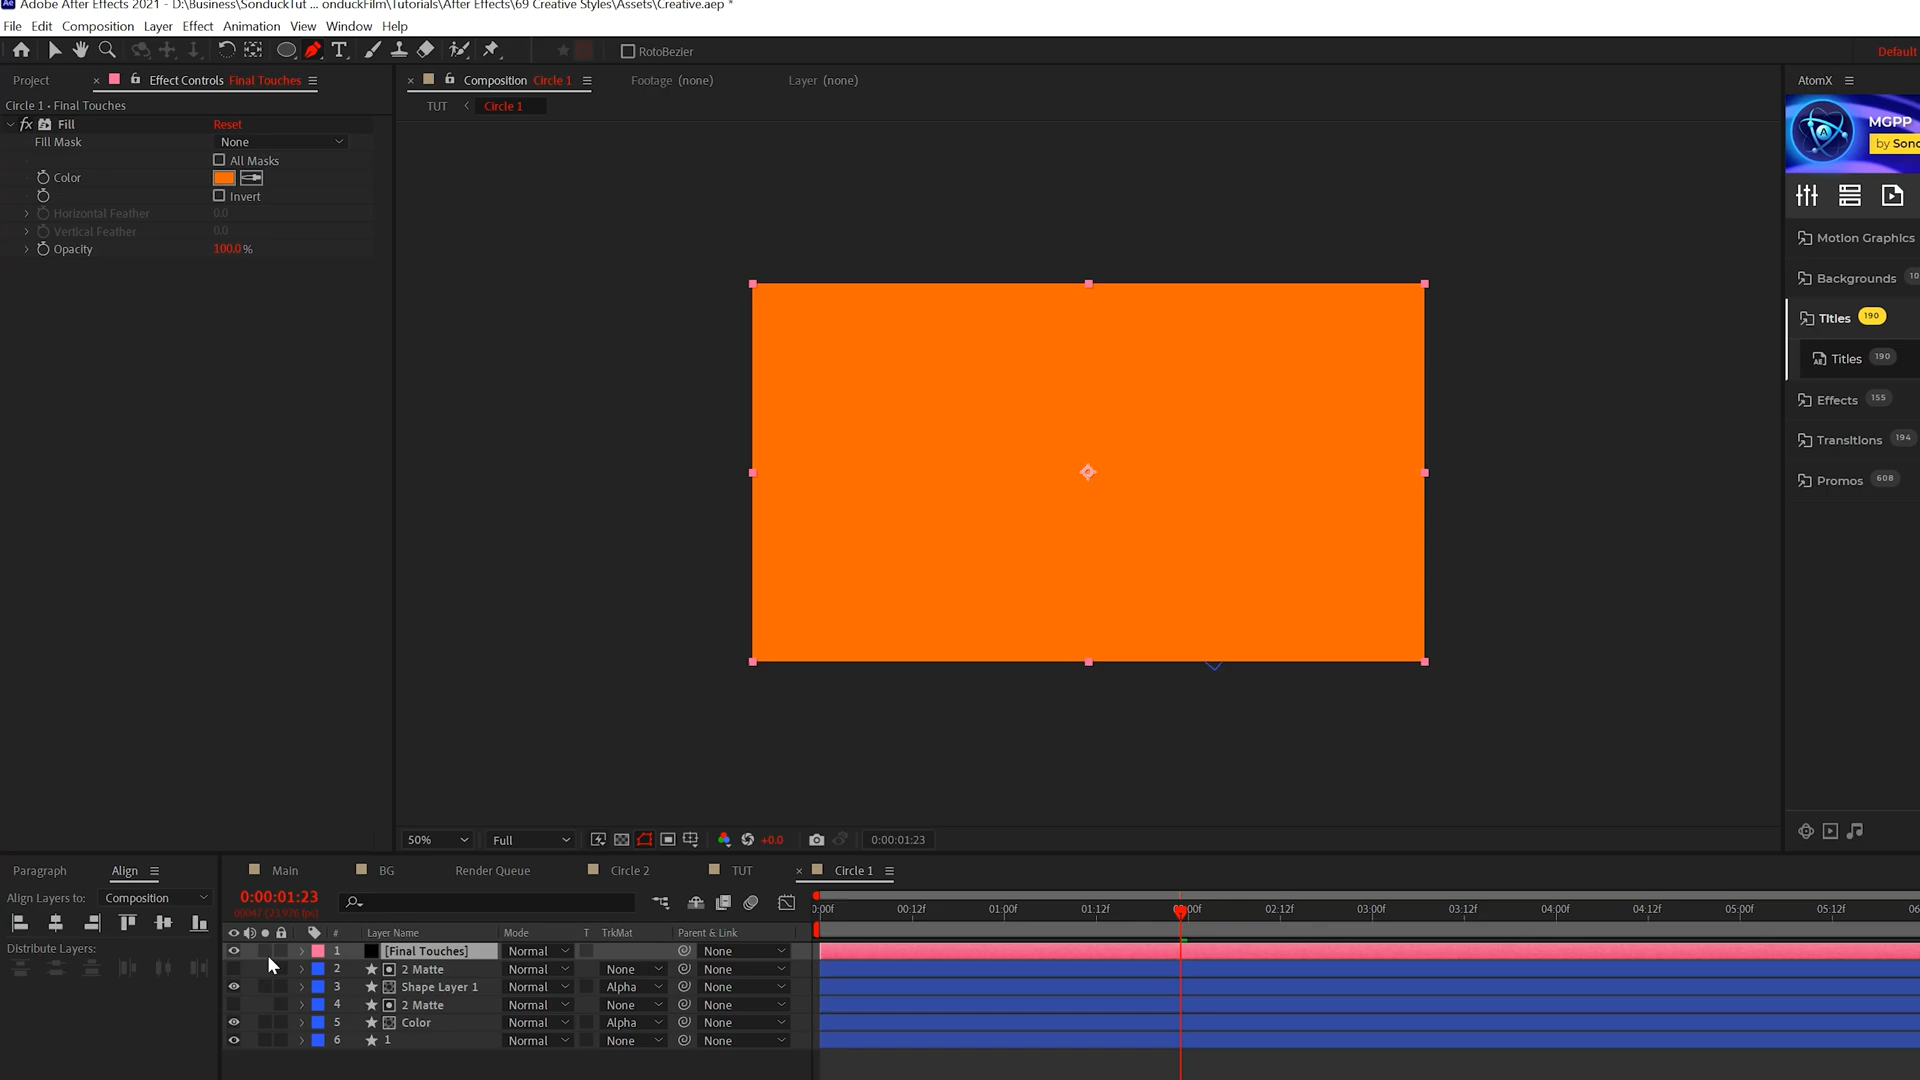 Adobe After Effects 2021 - D:\Business\SonduckTut ... onduckFilm\Tutorials\After Effects\69 Creative Styles\Assets\Creative.aep *
File Edit Composition Layer Effect Animation View Window Help
RotoBezier
Default
Project × Effect Controls Final Touches
× Composition Circle 1 Footage (none) Layer (none)
AtomX
Circle 1 • Final Touches
TUT < Circle 1
fx Fill Reset
Fill Mask None
All Masks
Color
Invert
Horizontal Feather 0.0
Vertical Feather 0.0
Opacity 100.0 %
MGPP
by Sono
Motion Graphics
Backgrounds 10
Titles 190
Titles 190
Effects 155
Transitions 194
Promos 608
50% Full +0.0 0:00:01:23
Paragraph Align
Main BG Render Queue Circle 2 TUT × Circle 1
Align Layers to: Composition
0:00:01:23
00047 (23.976 fps)
:00f 00:12f 01:00f 01:12f 00f 02:12f 03:00f 03:12f 04:00f 04:12f 05:00f 05:12f 06
# Layer Name Mode T TrkMat Parent & Link
Distribute Layers:
1 [Final Touches] Normal None
2 2 Matte Normal None None
3 Shape Layer 1 Normal Alpha None
4 2 Matte Normal None None
5 Color Normal Alpha None
6 1 Normal None None